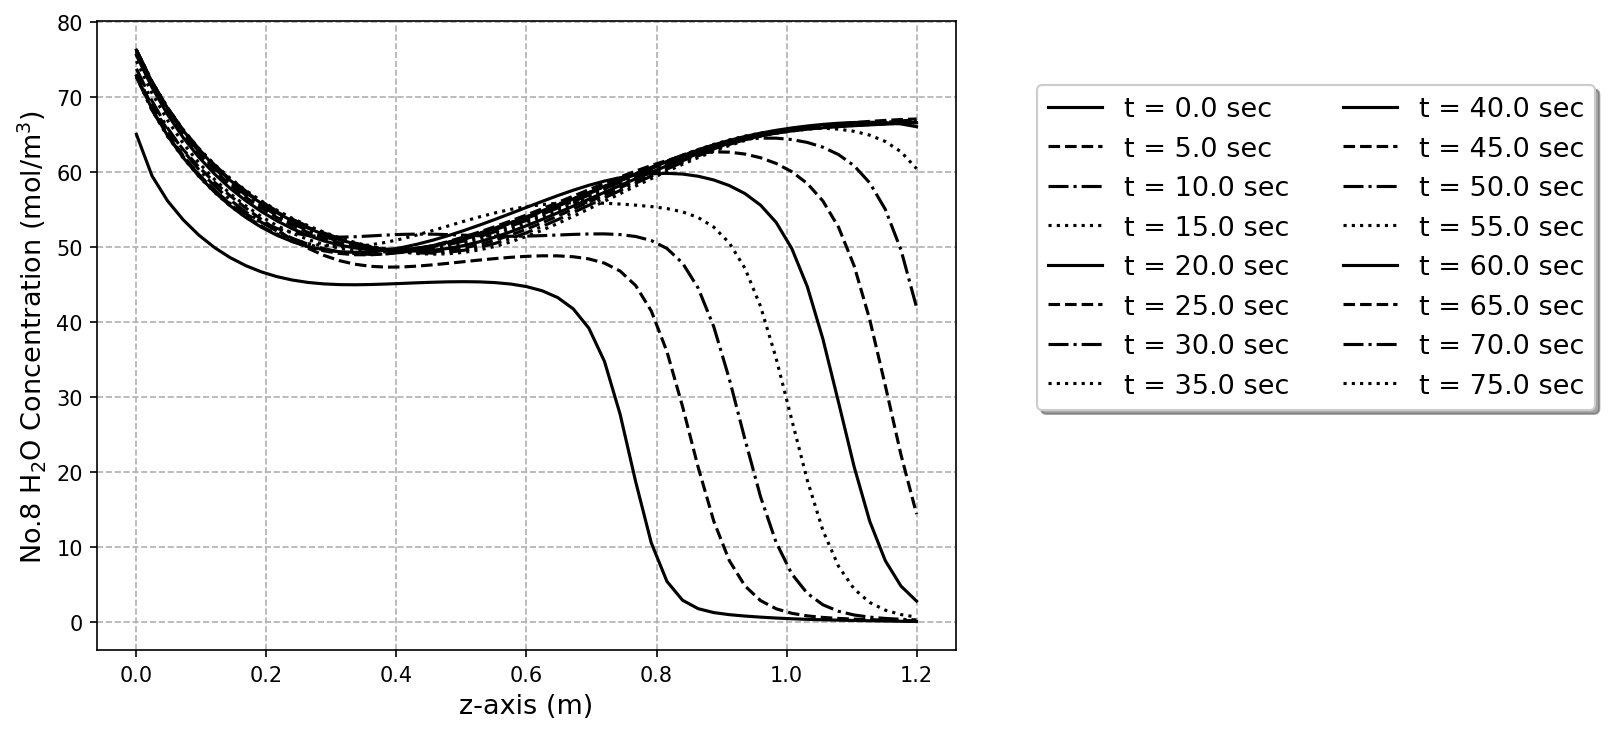 80
70
60
50
40
30
20
10
0
No.8 H₂O Concentration (mol/m³)
0.0 0.2 0.4 0.6 0.8 1.0 1.2
z-axis (m)
t = 0.0 sec t = 40.0 sec
t = 5.0 sec t = 45.0 sec
t = 10.0 sec t = 50.0 sec
t = 15.0 sec t = 55.0 sec
t = 20.0 sec t = 60.0 sec
t = 25.0 sec t = 65.0 sec
t = 30.0 sec t = 70.0 sec
t = 35.0 sec t = 75.0 sec